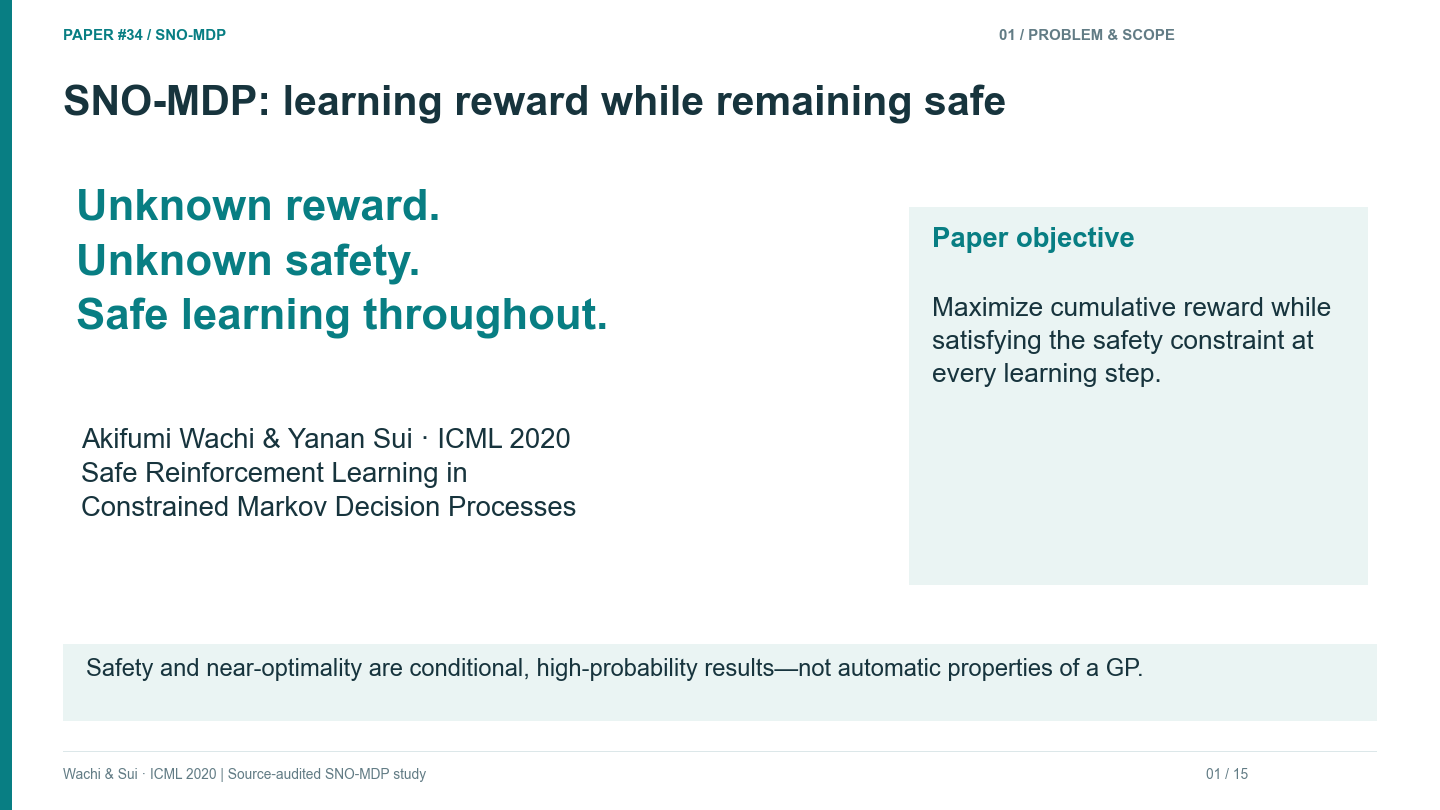 PAPER #34 / SNO-MDP
01 / PROBLEM & SCOPE
SNO-MDP: learning reward while remaining safe
Unknown reward.
Unknown safety.
Safe learning throughout.
Akifumi Wachi & Yanan Sui · ICML 2020
Safe Reinforcement Learning in
Constrained Markov Decision Processes
Paper objective
Maximize cumulative reward while
satisfying the safety constraint at
every learning step.
Safety and near-optimality are conditional, high-probability results—not automatic properties of a GP.
Wachi & Sui · ICML 2020 | Source-audited SNO-MDP study
01 / 15